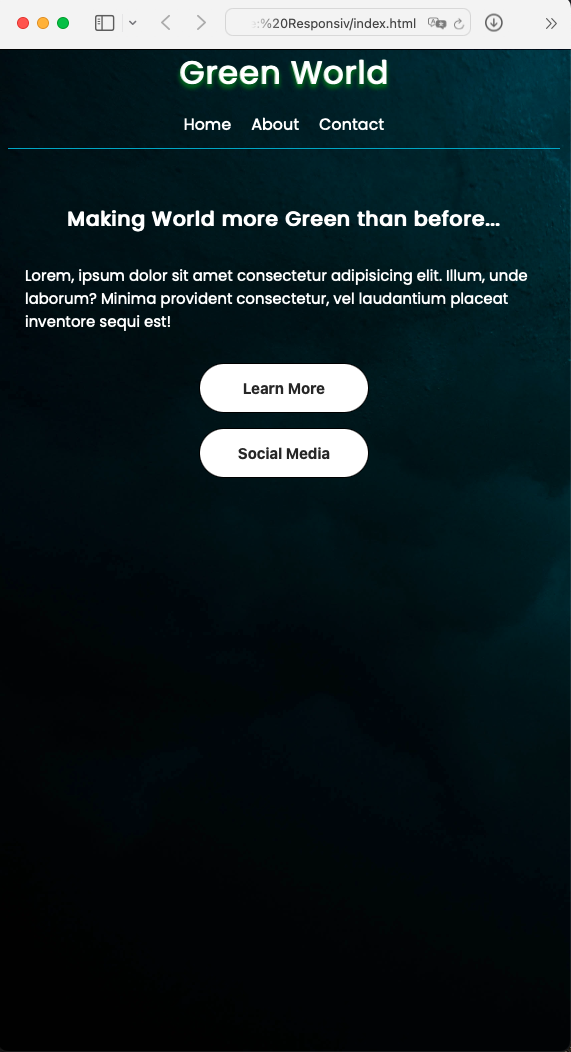 %20Responsiv/index.html
Green World
Home About Contact
Making World more Green than before...
Lorem, ipsum dolor sit amet consectetur adipisicing elit. Illum, unde
laborum? Minima provident consectetur, vel laudantium placeat
inventore sequi est!
Learn More
Social Media